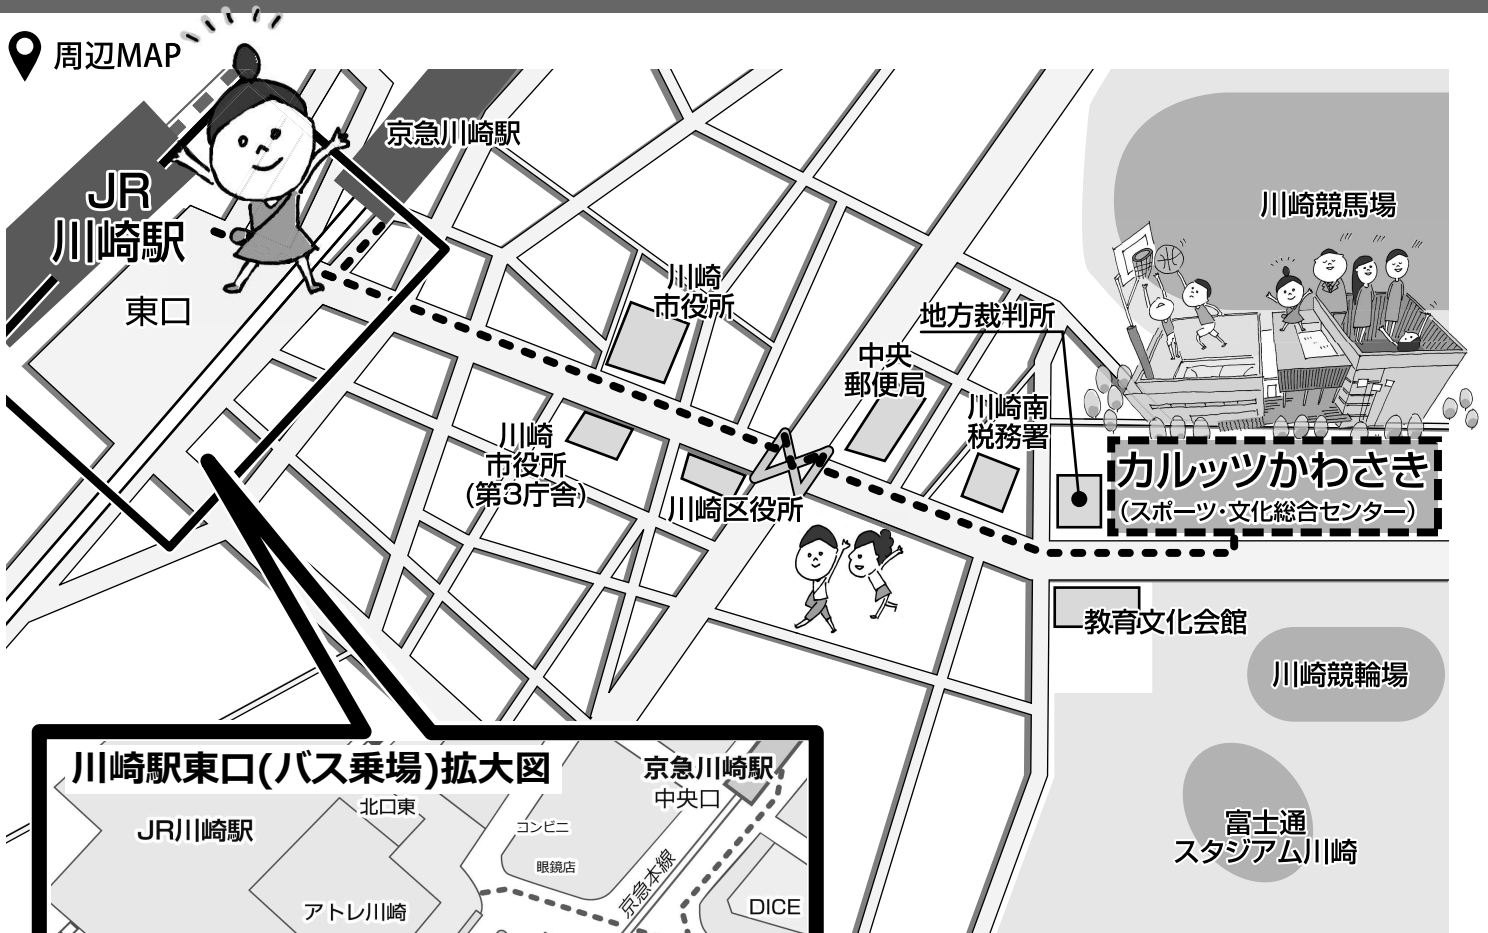 周辺MAP
京急川崎駅
JR
川崎駅
東口
川崎
市役所
川崎競馬場
地方裁判所
中央
郵便局
川崎南
税務署
川崎
市役所
(第3庁舎)
川崎区役所
カルッツかわさき
(スポーツ・文化総合センター)
教育文化会館
川崎競輪場
富士通
スタジアム川崎
川崎駅東口(バス乗場)拡大図
京急川崎駅
中央口
北口東
JR川崎駅
コンビニ
眼鏡店
京急本線
アトレ川崎
DICE